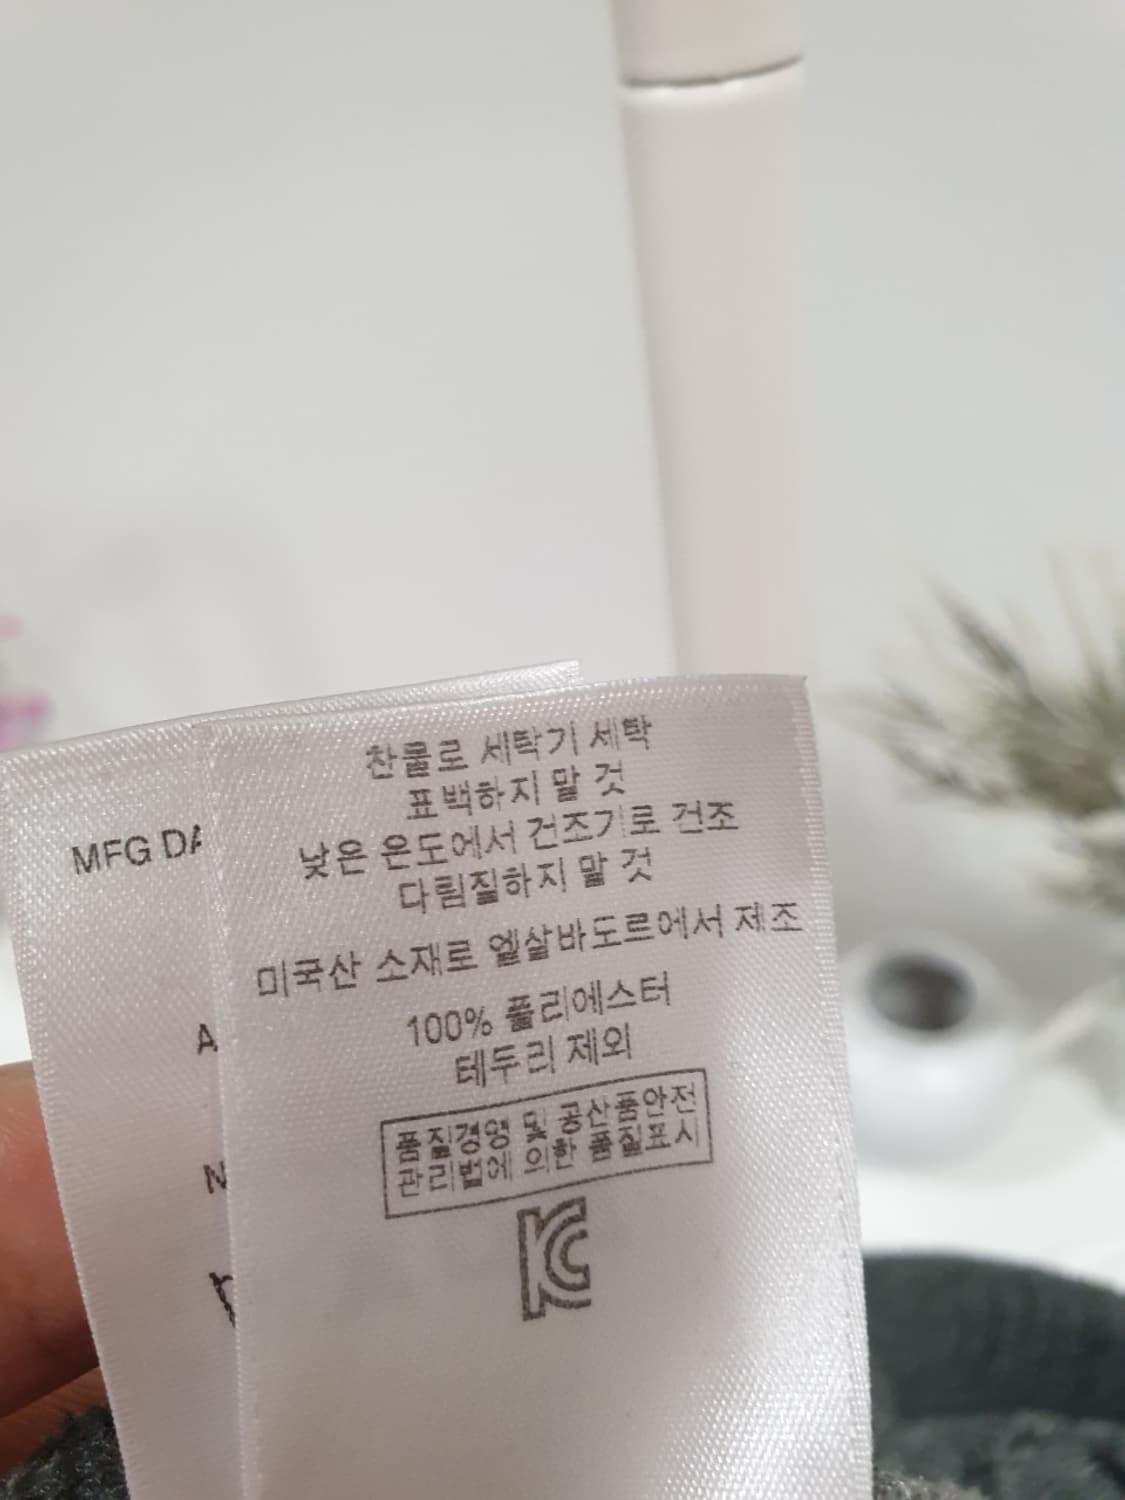 찬물로 세탁기 세탁
표백하지 말 것
낮은 온도에서 건조기로 건조
다림질하지 말 것
미국산 소재로 엘살바도르에서 제조
100% 폴리에스터
테두리 제외
품질경영 및 공산품안전
관리법에 의한 품질표시
KC
MFG DA
A
N